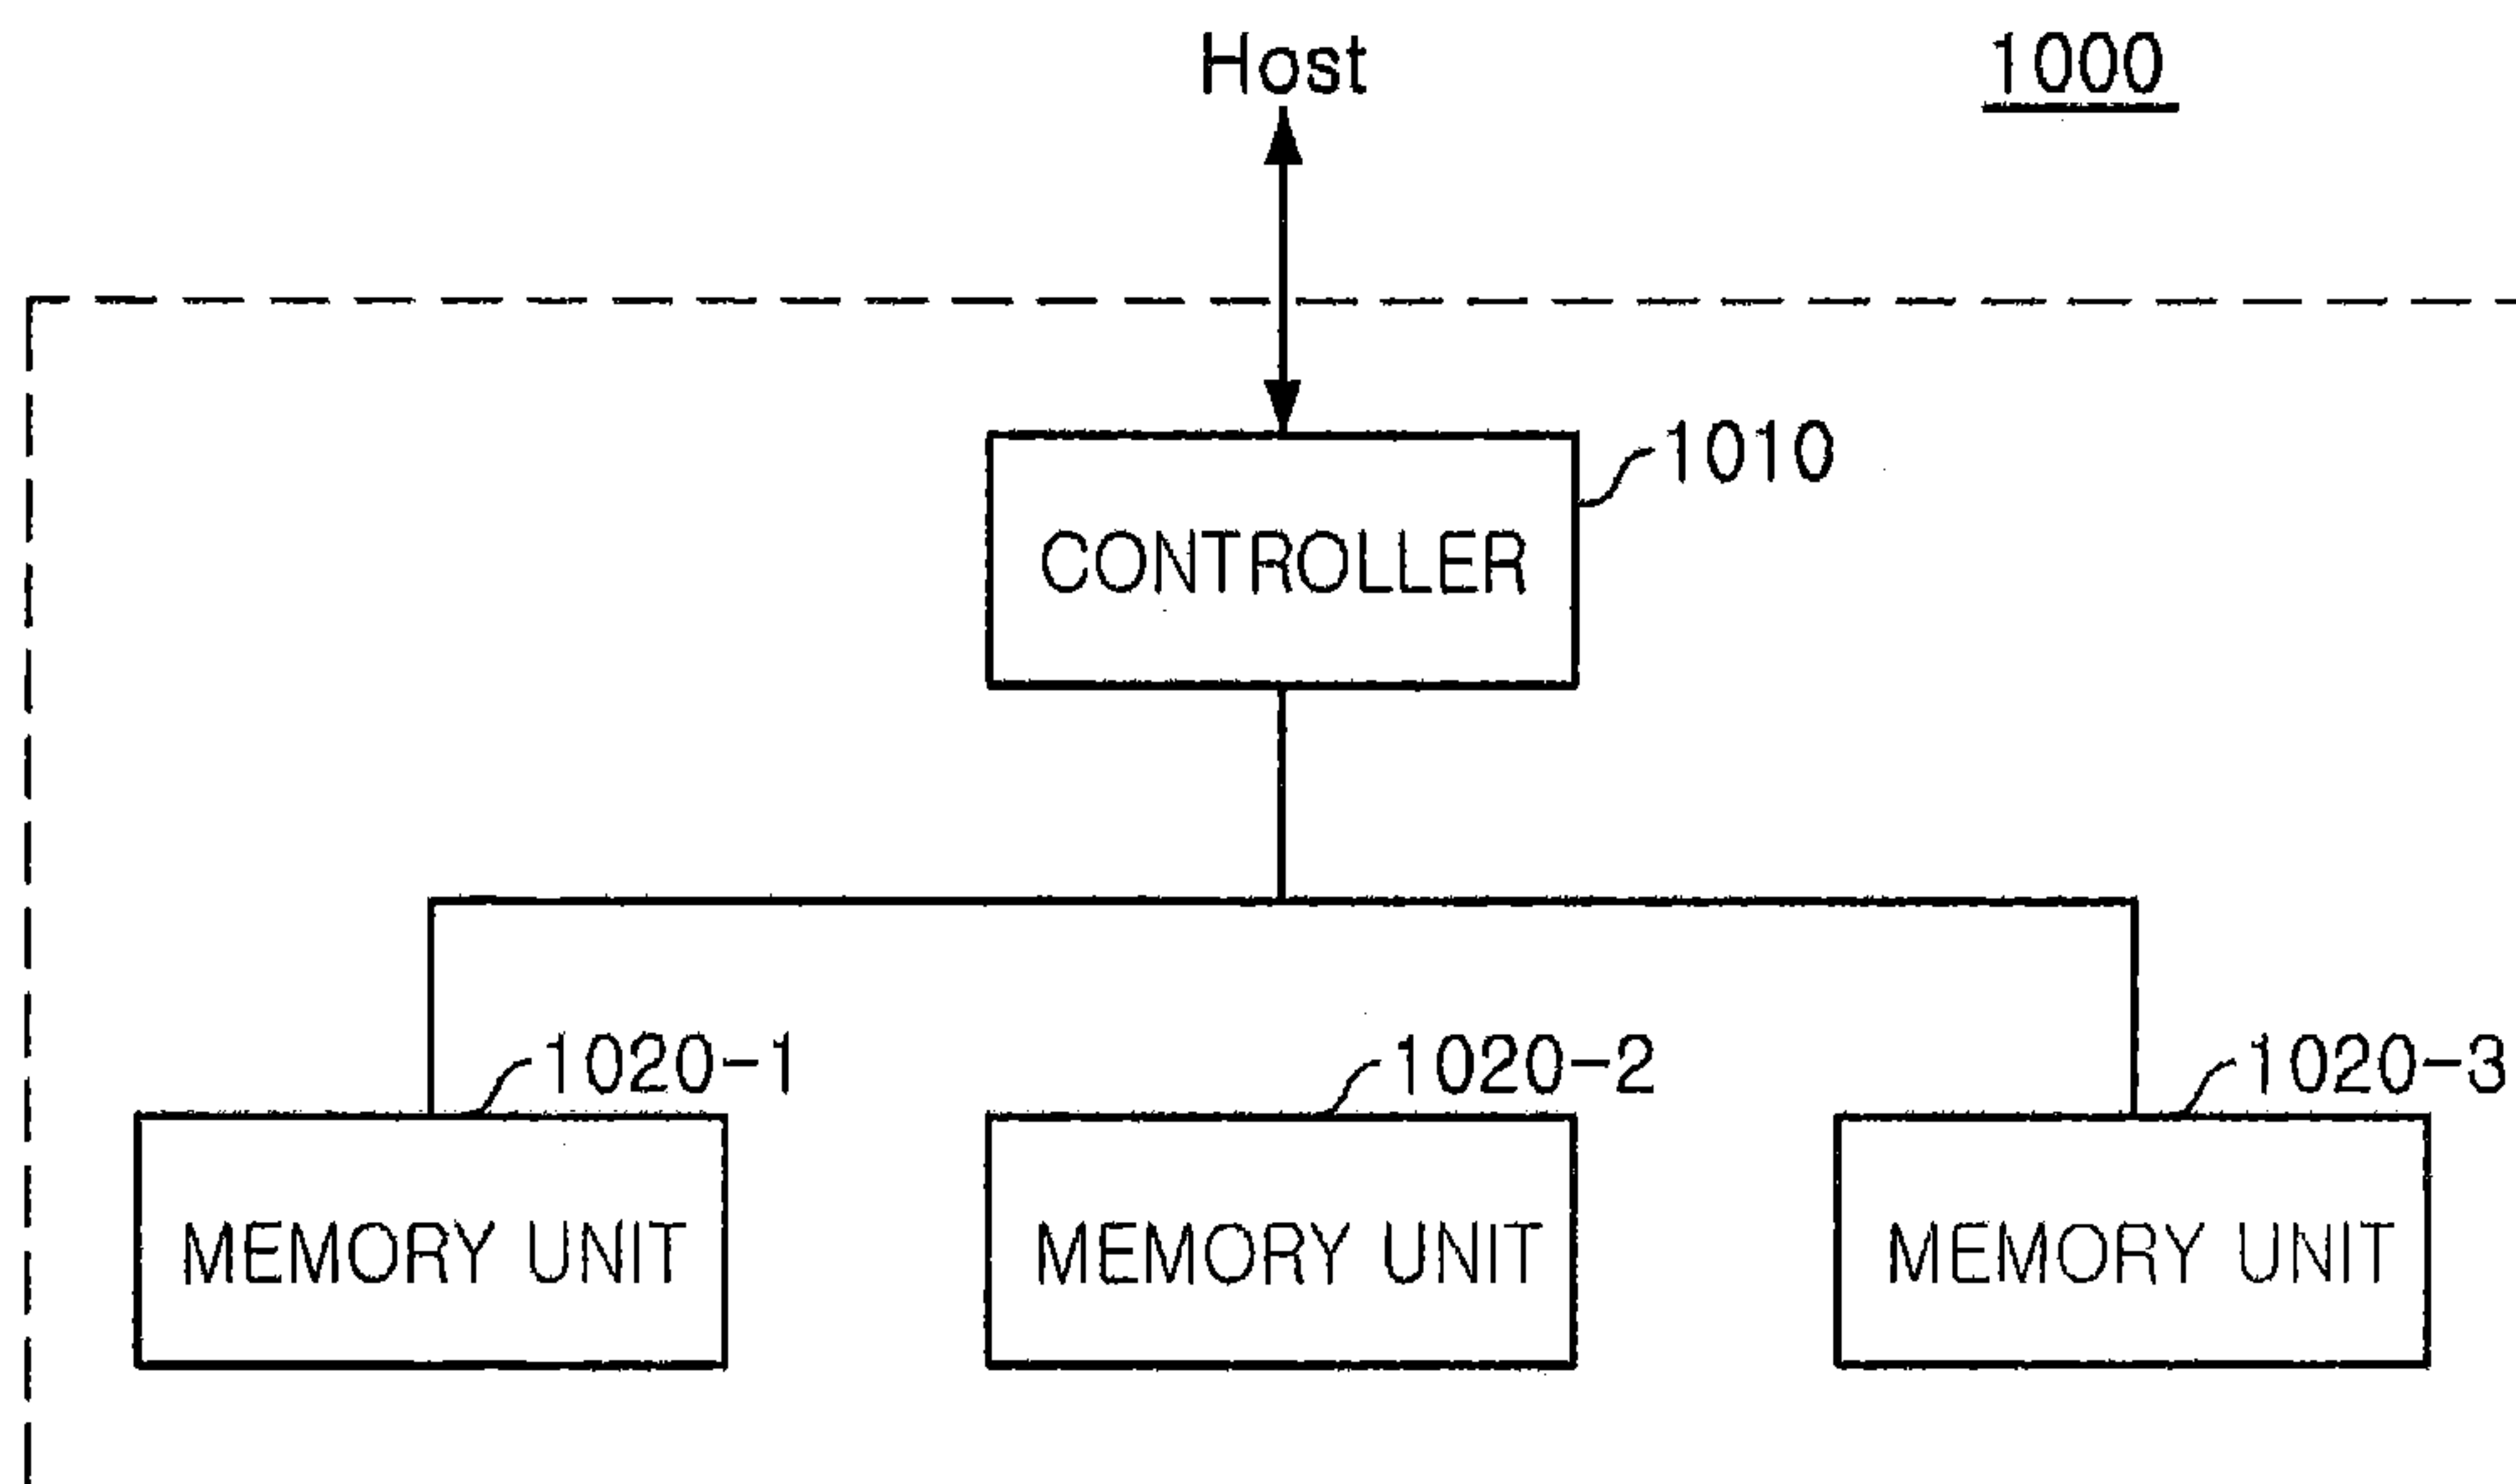 Host
1000
1010
CONTROLLER
1020-1
1020-2
1020-3
MEMORY UNIT
MEMORY UNIT
MEMORY UNIT